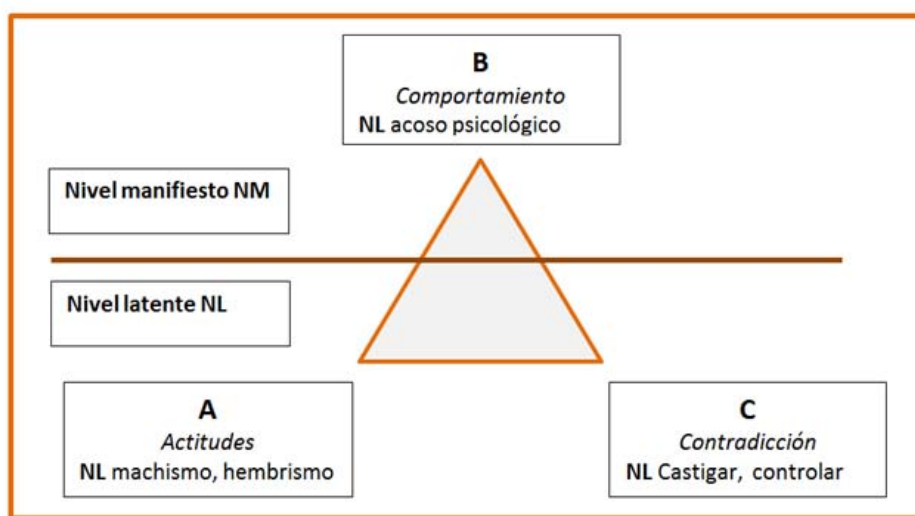 B
Comportamiento
NL acoso psicológico
Nivel manifiesto NM
Nivel latente NL
A
Actitudes
NL machismo, hembrismo
C
Contradicción
NL Castigar, controlar